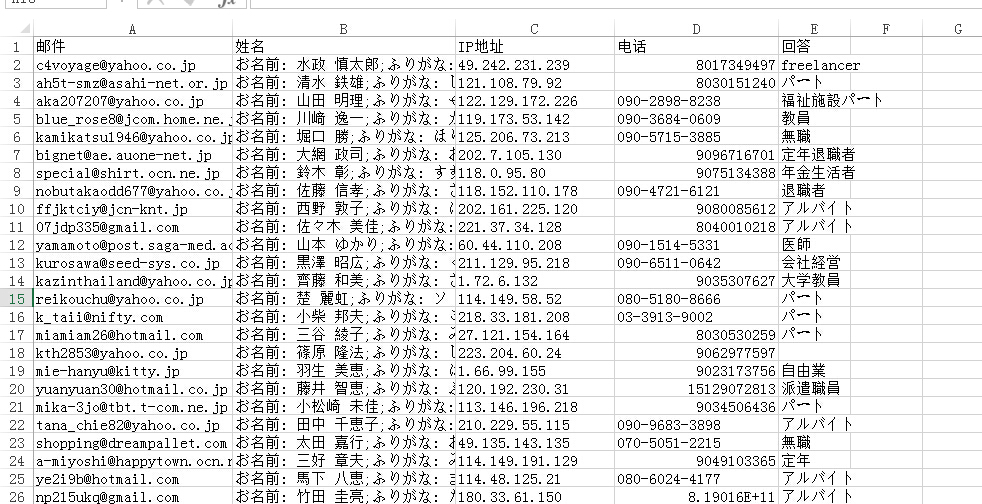 A B C D E F G
1 邮件 姓名 IP地址 电话 回答
2 c4voyage@yahoo.co.jp お名前: 水政 慎太郎;ふりがな: 49.242.231.239 8017349497 freelancer
3 ah5t-smz@asahi-net.or.jp お名前: 清水 鉄雄;ふりがな: 121.108.79.92 8030151240 パート
4 aka207207@yahoo.co.jp お名前: 山田 明理;ふりがな: 122.129.172.226 090-2898-8238 福祉施設パート
5 blue_rose8@jcom.home.ne. お名前: 川﨑 逸一;ふりがな: 119.173.53.142 090-3684-0609 教員
6 kamikatsu1946@yahoo.co.j お名前: 堀口 勝;ふりがな: ほり 125.206.73.213 090-5715-3885 無職
7 bignet@ae.auone-net.jp お名前: 大網 政司;ふりがな: 202.7.105.130 9096716701 定年退職者
8 special@shirt.ocn.ne.jp お名前: 鈴木 彰;ふりがな: すす 118.0.95.80 9075134388 年金生活者
9 nobutakaodd677@yahoo.co. お名前: 佐藤 信孝;ふりがな: 118.152.110.178 090-4721-6121 退職者
10 ffjktciy@jcn-knt.jp お名前: 西野 敦子;ふりがな: 202.161.225.120 9080085612 アルバイト
11 07jdp335@gmail.com お名前: 佐々木 美佳;ふりがな: 221.37.34.128 8040010218 アルバイト
12 yamamoto@post.saga-med.ac お名前: 山本 ゆかり;ふりがな: 60.44.110.208 090-1514-5331 医師
13 kurosawa@seed-sys.co.jp お名前: 黒澤 昭広;ふりがな: 211.129.95.218 090-6511-0642 会社経営
14 kazinthailand@yahoo.co.j お名前: 齊藤 和美;ふりがな: 1.72.6.132 9035307627 大学教員
15 reikouchu@yahoo.co.jp お名前: 楚 麗虹;ふりがな: ソ 114.149.58.52 080-5180-8666 パート
16 k_taii@nifty.com お名前: 小柴 邦夫;ふりがな: 218.33.181.208 03-3913-9002 パート
17 miamiam26@hotmail.com お名前: 三谷 綾子;ふりがな: 27.121.154.164 8030530259 パート
18 kth2853@yahoo.co.jp お名前: 篠原 隆法;ふりがな: 223.204.60.24 9062977597
19 mie-hanyu@kitty.jp お名前: 羽生 美恵;ふりがな: 1.66.99.155 9023173756 自由業
20 yuanyuan30@hotmail.co.jp お名前: 藤井 智恵;ふりがな: 120.192.230.31 15129072813 派遣職員
21 mika-3jo@tbt.t-com.ne.jp お名前: 小松崎 未佳;ふりがな: 113.146.196.218 9034506436 パート
22 tana_chie82@yahoo.co.jp お名前: 田中 千恵子;ふりがな: 210.229.55.115 090-9683-3898 アルバイト
23 shopping@dreampallet.com お名前: 太田 嘉行;ふりがな: 49.135.143.135 070-5051-2215 無職
24 a-miyoshi@happytown.ocn.r お名前: 三好 章夫;ふりがな: 114.149.191.129 9049103365 定年
25 ye2i9b@hotmail.com お名前: 馬下 八恵;ふりがな: 114.48.125.21 080-6024-4177 アルバイト
26 np215ukq@gmail.com お名前: 竹田 圭亮;ふりがな: 180.33.61.150 8.19016E+11 アルバイト